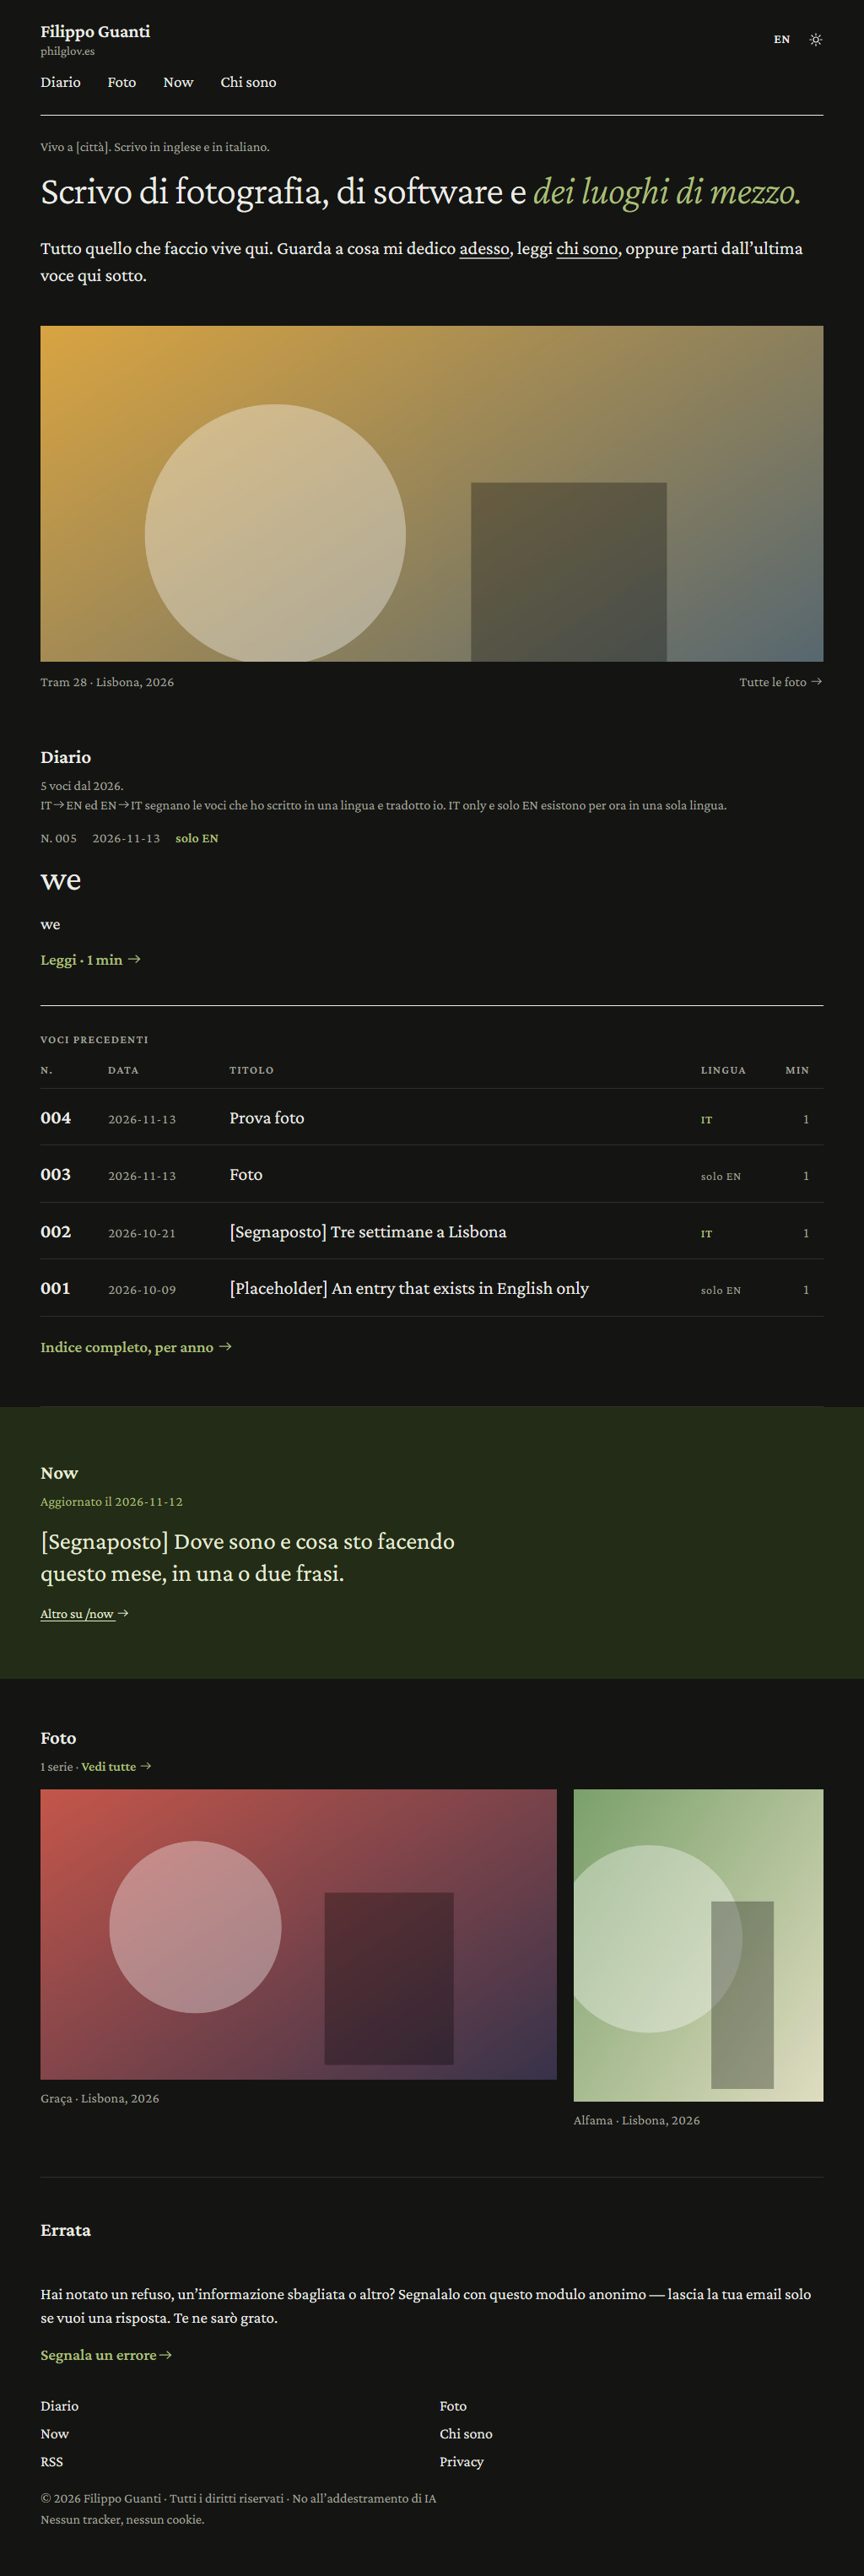 Filippo Guanti
philglov.es
EN
Diario Foto Now Chi sono
Vivo a [città]. Scrivo in inglese e in italiano.
Scrivo di fotografia, di software e dei luoghi di mezzo.
Tutto quello che faccio vive qui. Guarda a cosa mi dedico adesso, leggi chi sono, oppure parti dall’ultima
voce qui sotto.
Tram 28 · Lisbona, 2026
Tutte le foto →
Diario
5 voci dal 2026.
IT→EN ed EN→IT segnano le voci che ho scritto in una lingua e tradotto io. IT only e solo EN esistono per ora in una sola lingua.
N. 005 2026-11-13 solo EN
we
we
Leggi · 1 min →
VOCI PRECEDENTI
N. DATA TITOLO LINGUA MIN
004 2026-11-13 Prova foto IT 1
003 2026-11-13 Foto solo EN 1
002 2026-10-21 [Segnaposto] Tre settimane a Lisbona IT 1
001 2026-10-09 [Placeholder] An entry that exists in English only solo EN 1
Indice completo, per anno →
Now
Aggiornato il 2026-11-12
[Segnaposto] Dove sono e cosa sto facendo
questo mese, in una o due frasi.
Altro su /now →
Foto
1 serie · Vedi tutte →
Graça · Lisbona, 2026
Alfama · Lisbona, 2026
Errata
Hai notato un refuso, un’informazione sbagliata o altro? Segnalalo con questo modulo anonimo — lascia la tua email solo
se vuoi una risposta. Te ne sarò grato.
Segnala un errore→
Diario Foto
Now Chi sono
RSS Privacy
© 2026 Filippo Guanti · Tutti i diritti riservati · No all’addestramento di IA
Nessun tracker, nessun cookie.